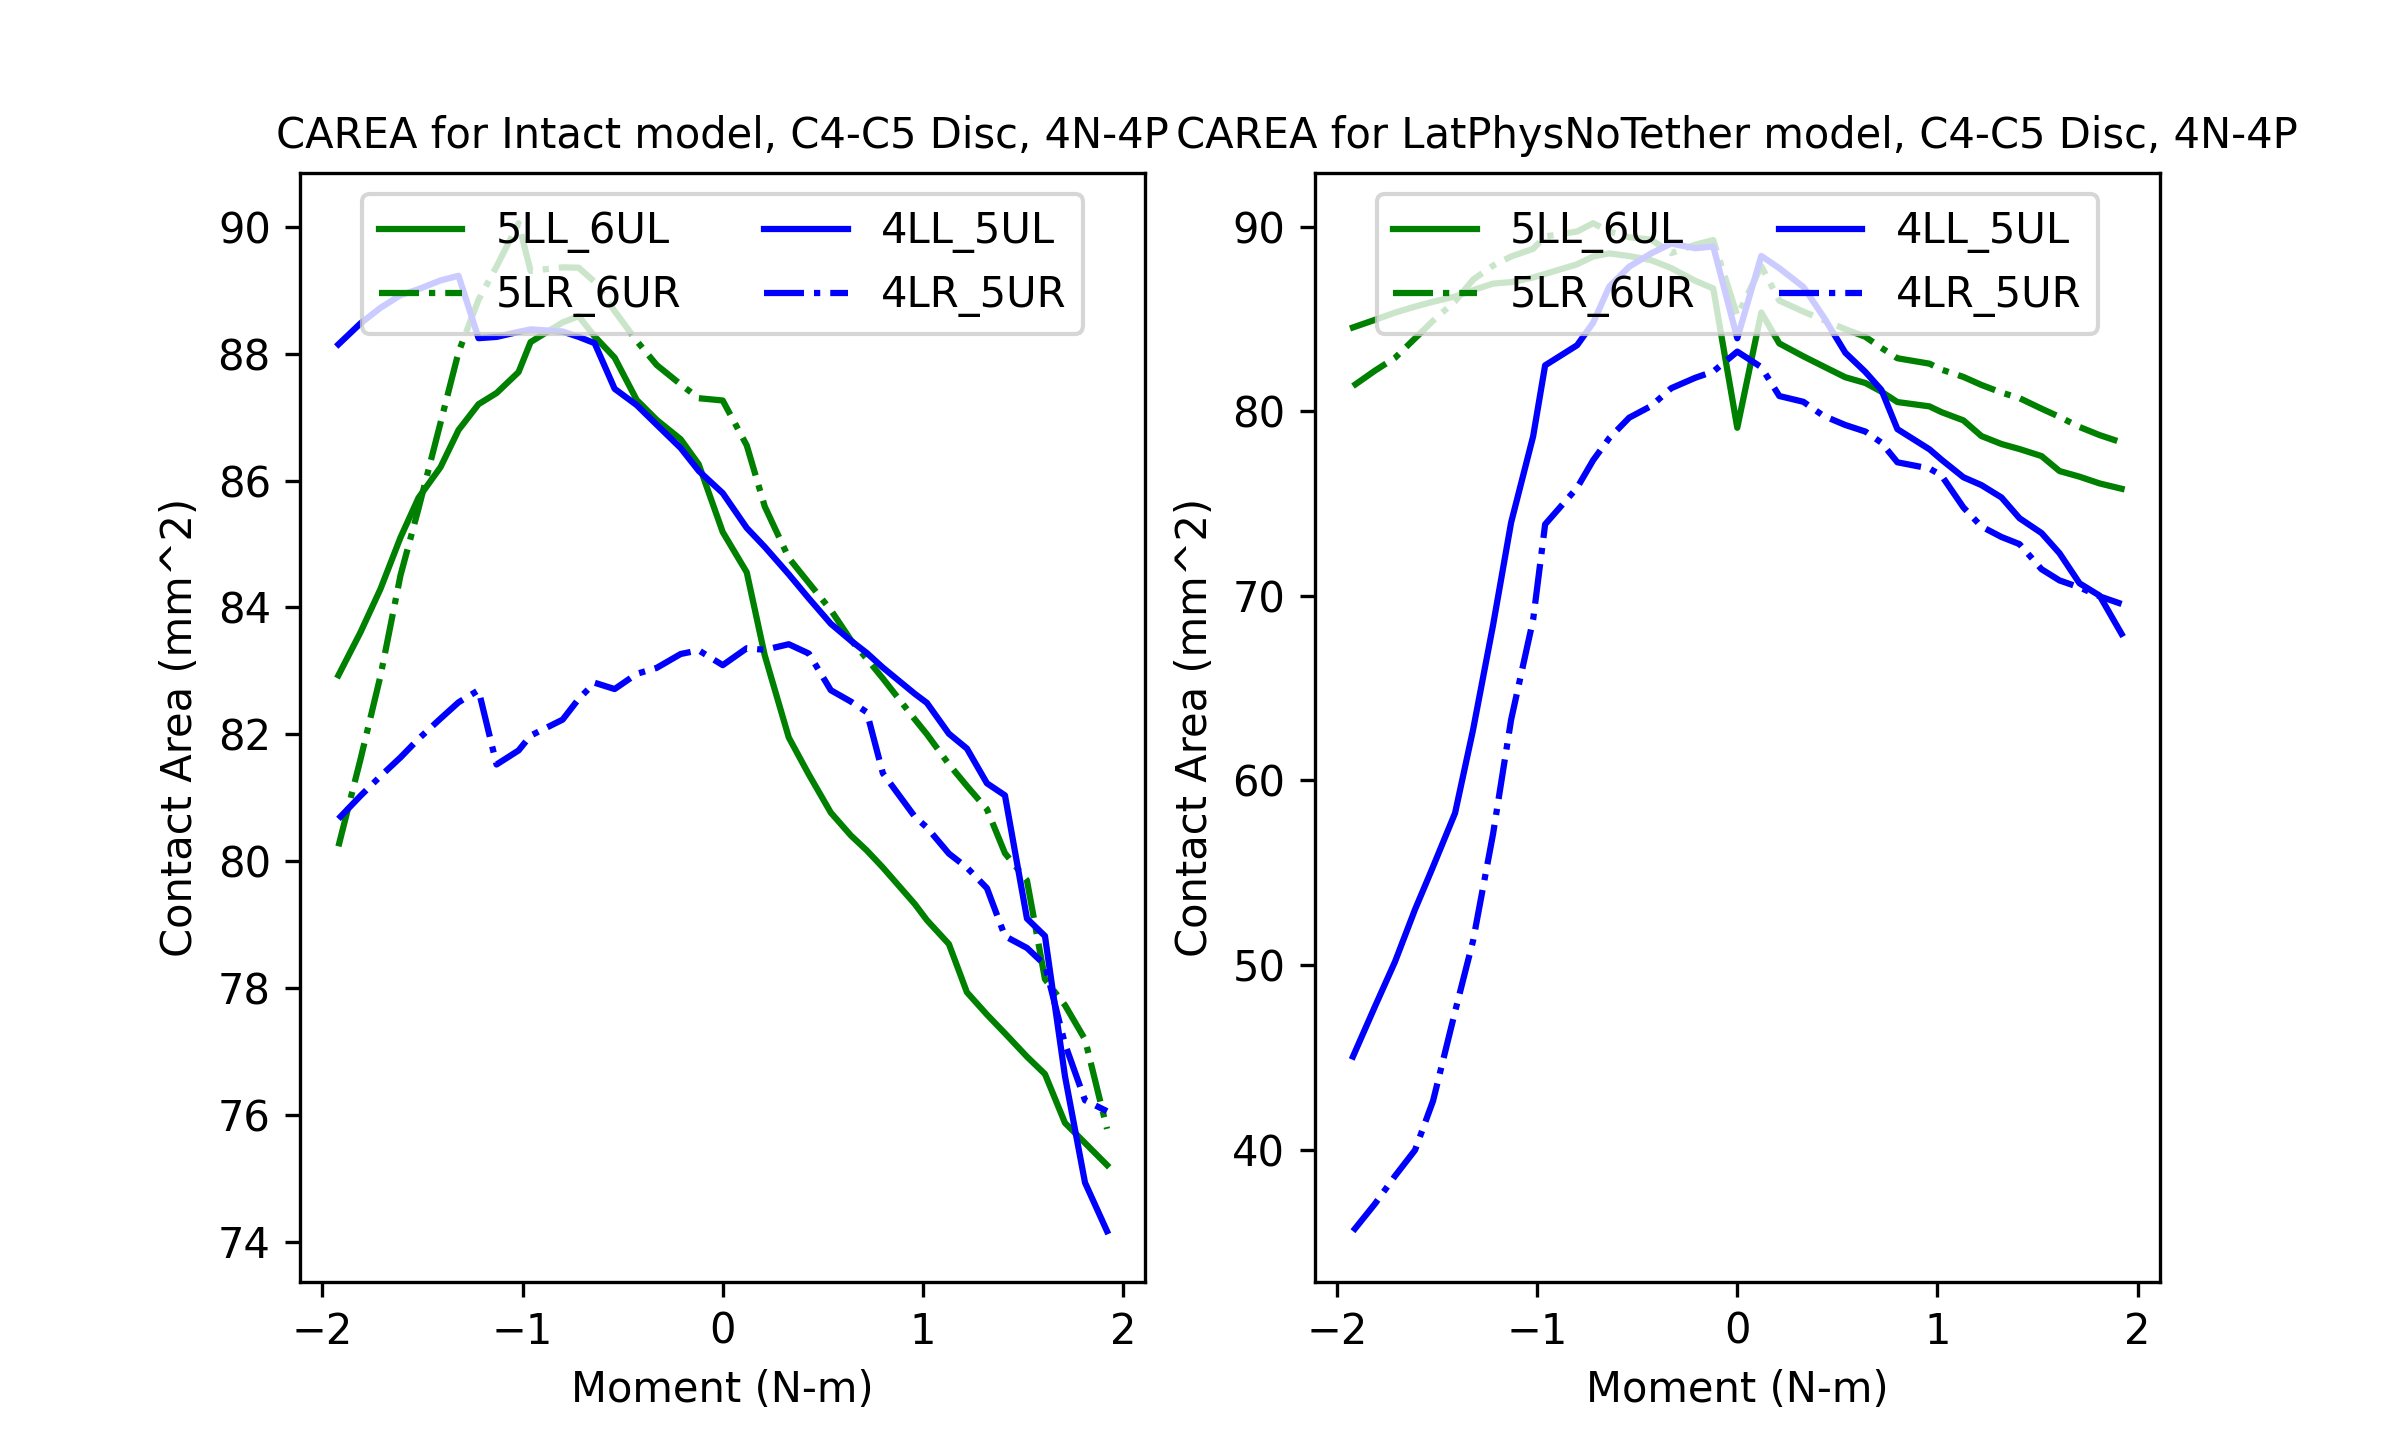 CAREA for Intact model, C4-C5 Disc, 4N-4P
5LL_6UL
5LR_6UR
4LL_5UL
4LR_5UR
90
88
86
84
82
80
78
76
74
Contact Area (mm^2)
−2
−1
0
1
2
Moment (N-m)
CAREA for LatPhysNoTether model, C4-C5 Disc, 4N-4P
5LL_6UL
5LR_6UR
4LL_5UL
4LR_5UR
90
80
70
60
50
40
Contact Area (mm^2)
−2
−1
0
1
2
Moment (N-m)